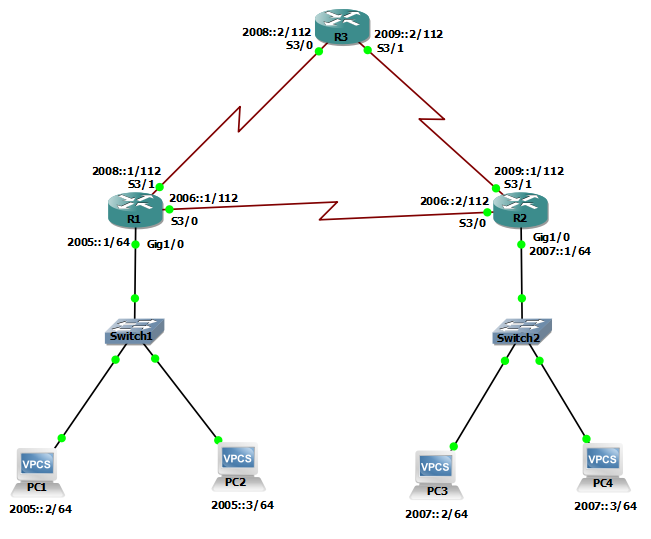 2008::2/112
S3/0
R3
2009::2/112
S3/1
2008::1/112
S3/1
R1
2006::1/112
S3/0
2005::1/64
Gig1/0
2009::1/112
S3/1
2006::2/112
S3/0
R2
Gig1/0
2007::1/64
Switch1
Switch2
VPCS
PC1
2005::2/64
VPCS
PC2
2005::3/64
VPCS
PC3
2007::2/64
VPCS
PC4
2007::3/64